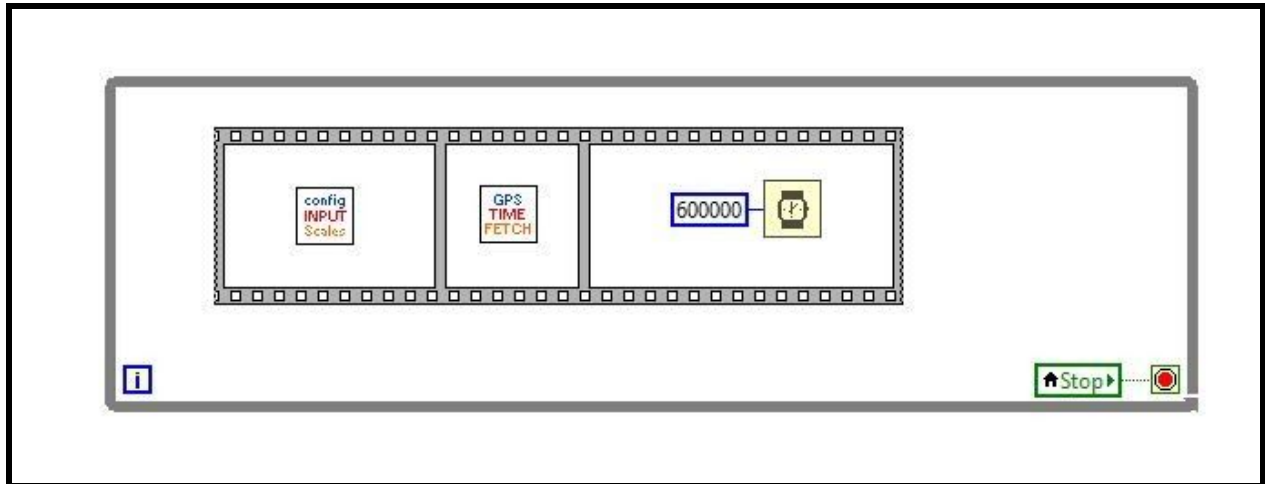 config
INPUT
Scales
GPS
TIME
FETCH
600000
i
Stop